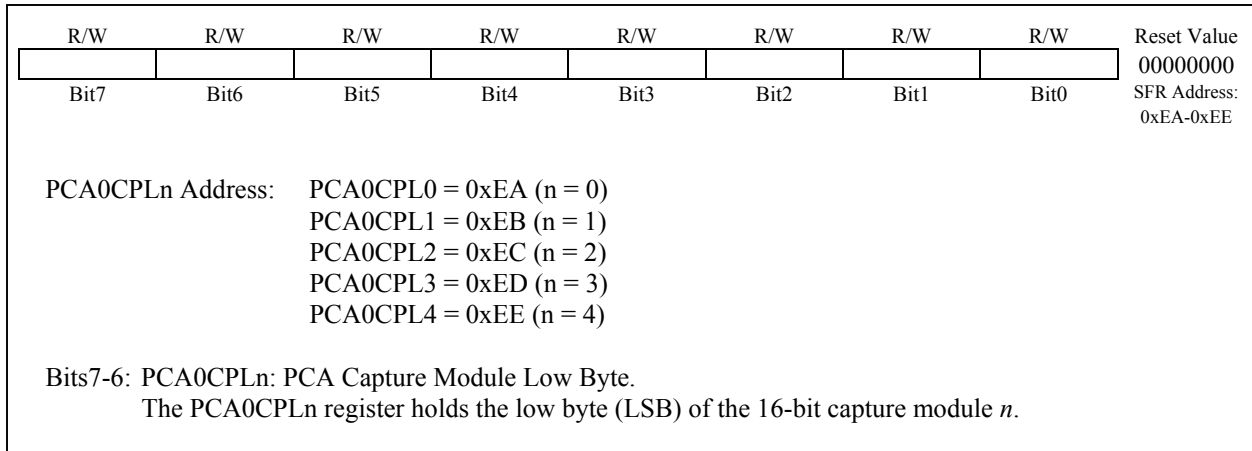 R/W R/W R/W R/W R/W R/W R/W R/W Reset Value
00000000
Bit7 Bit6 Bit5 Bit4 Bit3 Bit2 Bit1 Bit0 SFR Address:
0xEA-0xEE
PCA0CPLn Address: PCA0CPL0 = 0xEA (n = 0)
PCA0CPL1 = 0xEB (n = 1)
PCA0CPL2 = 0xEC (n = 2)
PCA0CPL3 = 0xED (n = 3)
PCA0CPL4 = 0xEE (n = 4)
Bits7-6: PCA0CPLn: PCA Capture Module Low Byte.
The PCA0CPLn register holds the low byte (LSB) of the 16-bit capture module n.